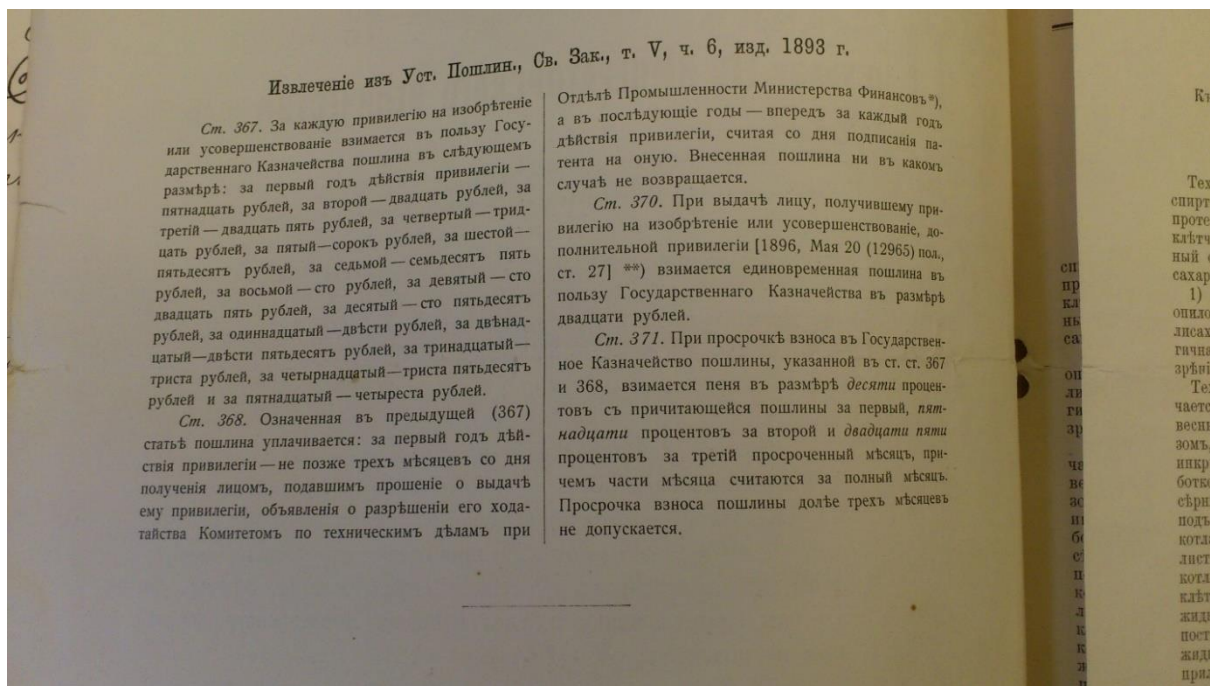 Извлеченіе изъ Уст. Пошлин., Св. Зак., т. V, ч. 6, изд. 1893 г.
Ст. 367. За каждую привилегію на изобрѣтеніе
или усовершенствованіе взимается въ пользу Госу-
дарственнаго Казначейства пошлина въ слѣдующемъ
размѣрѣ: за первый годъ дѣйствія привилегіи —
пятнадцать рублей, за второй — двадцать рублей, за
третій — двадцать пять рублей, за четвертый — трид-
цать рублей, за пятый — сорокъ рублей, за шестой —
пятьдесятъ рублей, за седьмой — семьдесятъ пять
рублей, за восьмой — сто рублей, за девятый — сто
двадцать пять рублей, за десятый — сто пятьдесятъ
рублей, за одиннадцатый — двѣсти рублей, за двѣнад-
цатый — двѣсти пятьдесятъ рублей, за тринадцатый —
триста рублей, за четырнадцатый — триста пятьдесятъ
рублей и за пятнадцатый — четыреста рублей.
Ст. 368. Означенная въ предыдущей (367)
статьѣ пошлина уплачивается: за первый годъ дѣй-
ствія привилегіи — не позже трехъ мѣсяцевъ со дня
полученія лицомъ, подавшимъ прошеніе о выдачѣ
ему привилегіи, объявленія о разрѣшеніи его хода-
тайства Комитетомъ по техническимъ дѣламъ при
Отдѣлѣ Промышленности Министерства Финансовъ*),
а въ послѣдующіе годы — впередъ за каждый годъ
дѣйствія привилегіи, считая со дня подписанія па-
тента на оную. Внесенная пошлина ни въ какомъ
случаѣ не возвращается.
Ст. 370. При выдачѣ лицу, получившему при-
вилегію на изобрѣтеніе или усовершенствованіе, до-
полнительной привилегіи [1896, Мая 20 (12965) пол.,
ст. 27] **) взимается единовременная пошлина въ
пользу Государственнаго Казначейства въ размѣрѣ
двадцати рублей.
Ст. 371. При просрочкѣ взноса въ Государствен-
ное Казначейство пошлины, указанной въ ст. ст. 367
и 368, взимается пеня въ размѣрѣ десяти процен-
товъ съ причитающейся пошлины за первый, пят-
надцати процентовъ за второй и двадцати пяти
процентовъ за третій просроченный мѣсяцъ, при-
чемъ части мѣсяца считаются за полный мѣсяцъ.
Просрочка взноса пошлины долѣе трехъ мѣсяцевъ
не допускается.